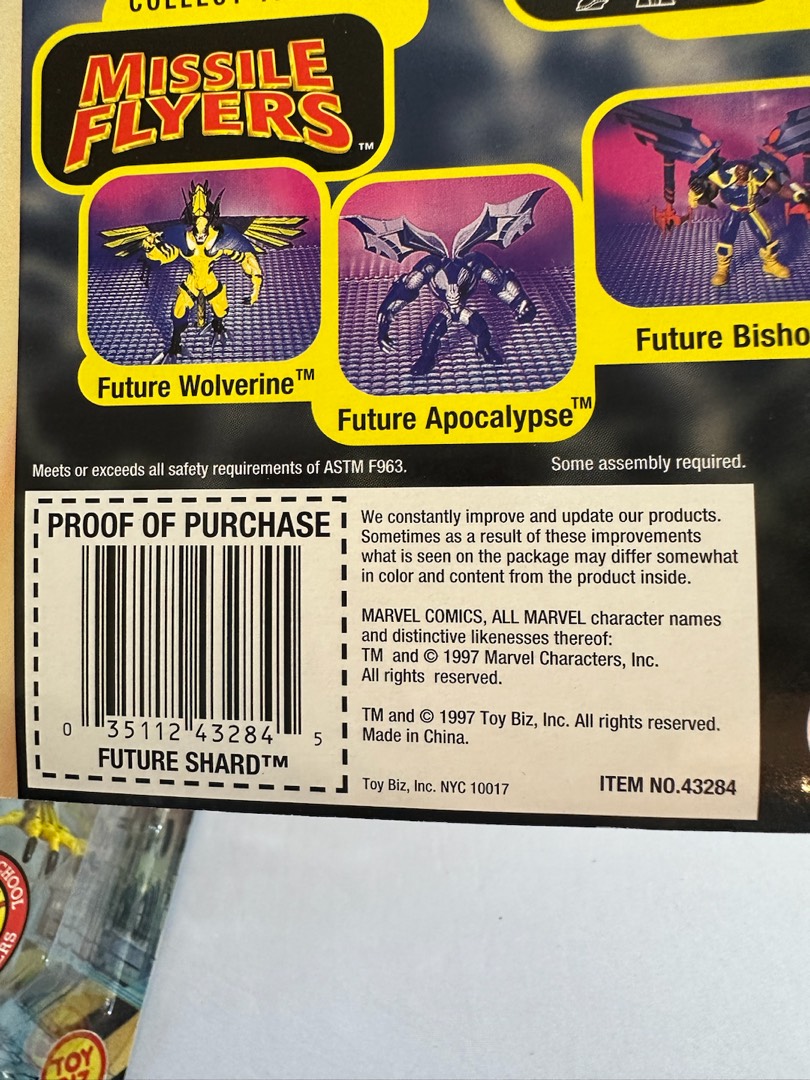 MISSILE
FLYERS™
Future Wolverine™
Future Apocalypse™
Future Bisho
Meets or exceeds all safety requirements of ASTM F963.
Some assembly required.
PROOF OF PURCHASE
0 35112 43284 5
FUTURE SHARD™
We constantly improve and update our products.
Sometimes as a result of these improvements
what is seen on the package may differ somewhat
in color and content from the product inside.
MARVEL COMICS, ALL MARVEL character names
and distinctive likenesses thereof:
TM and © 1997 Marvel Characters, Inc.
All rights reserved.
TM and © 1997 Toy Biz, Inc. All rights reserved.
Made in China.
Toy Biz, Inc. NYC 10017
ITEM NO.43284
TOY